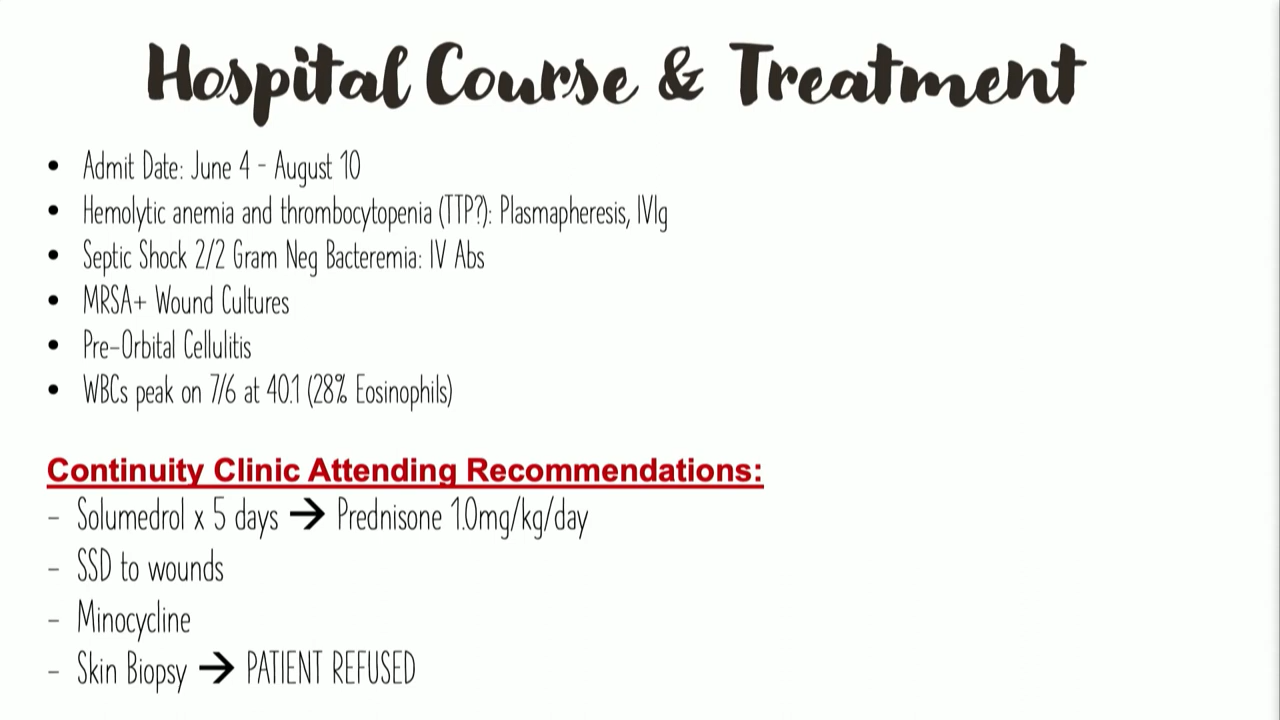 Hospital Course & Treatment
• Admit Date: June 4 - August 10
• Hemolytic anemia and thrombocytopenia (TTP?): Plasmapheresis, IVIg
• Septic Shock 2/2 Gram Neg Bacteremia: IV Abs
• MRSA+ Wound Cultures
• Pre-Orbital Cellulitis
• WBCs peak on 7/6 at 40.1 (28% Eosinophils)
Continuity Clinic Attending Recommendations:
- Solumedrol x 5 days → Prednisone 1.0mg/kg/day
- SSD to wounds
- Minocycline
- Skin Biopsy → PATIENT REFUSED